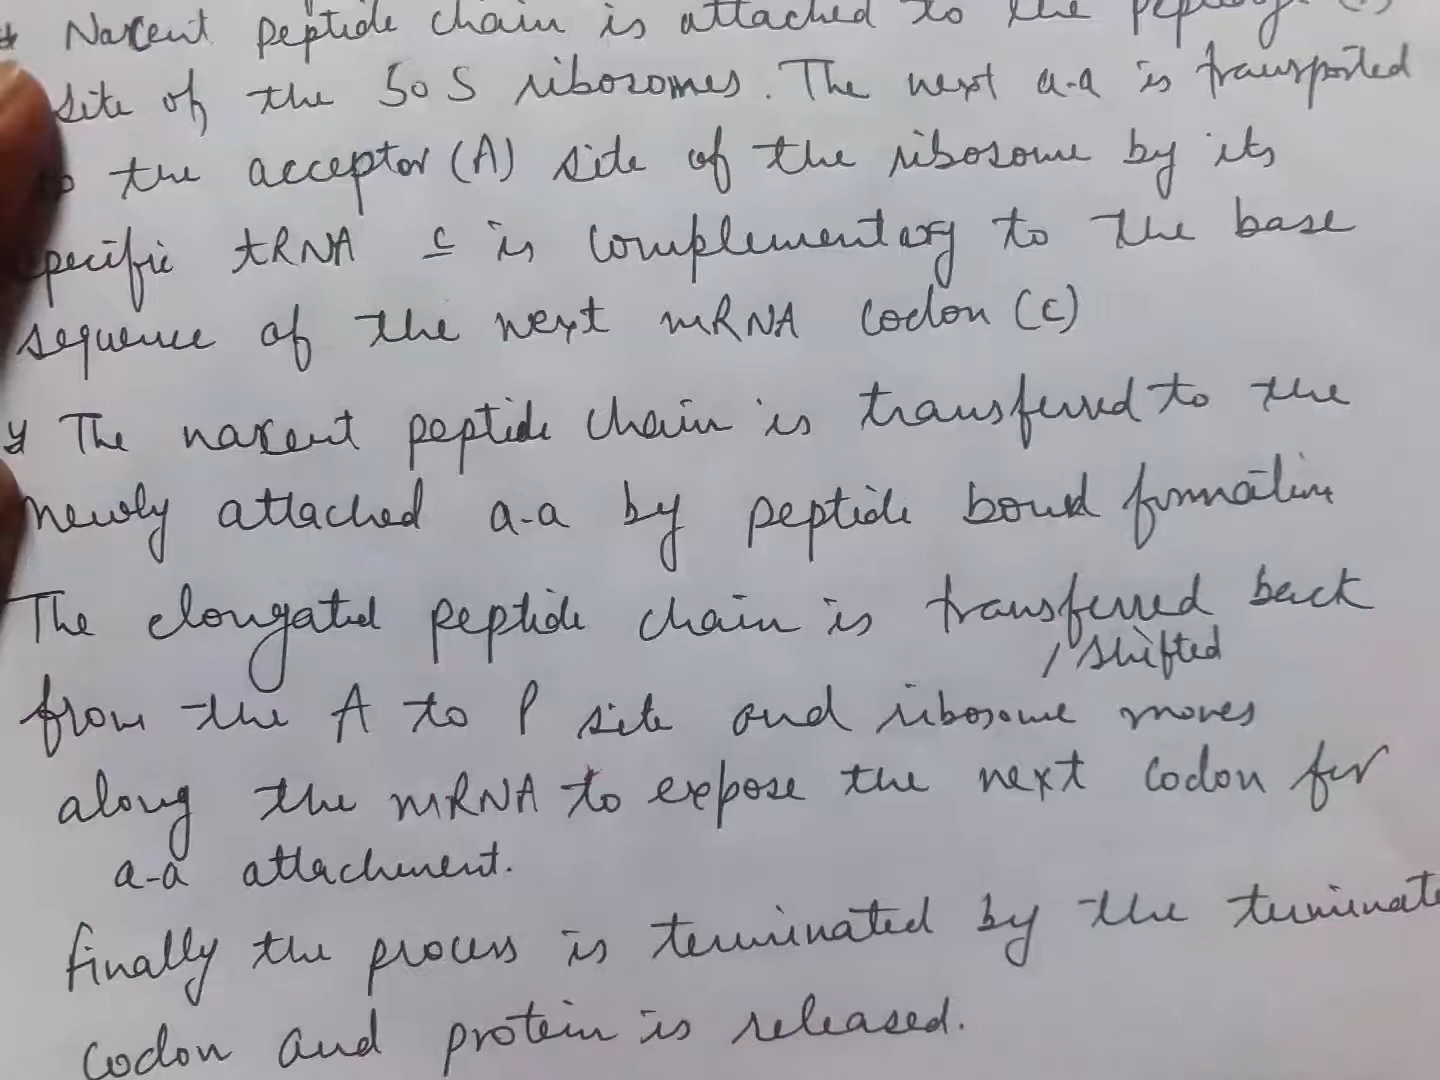 Nascent peptide chain is attached to the
site of the 50S ribosomes. The next a-a is transported
the acceptor (A) site of the ribosome by its
pecific tRNA c is complementary to the base
sequence of the next mRNA codon (C)
The nascent peptide chain is transferred to the
newly attached a-a by peptide bond formation
The elongated peptide chain is transferred back
/shifted
from the A to P site and ribosome moves
along the mRNA to expose the next codon for
a-a attachment.
finally the process is terminated by the terminat
codon and protein is released.